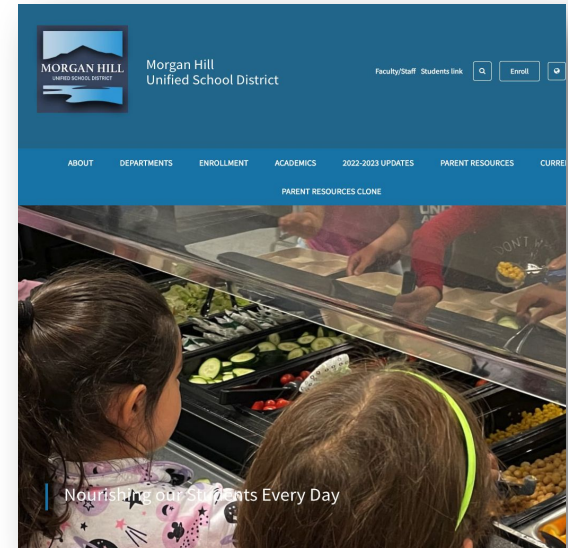 MORGAN HILL
UNIFIED SCHOOL DISTRICT
Morgan Hill
Unified School District
Faculty/Staff Students link
Enroll
ABOUT DEPARTMENTS ENROLLMENT ACADEMICS 2022-2023 UPDATES PARENT RESOURCES
PARENT RESOURCES CLONE
DON'T
Nourishing our Students Every Day